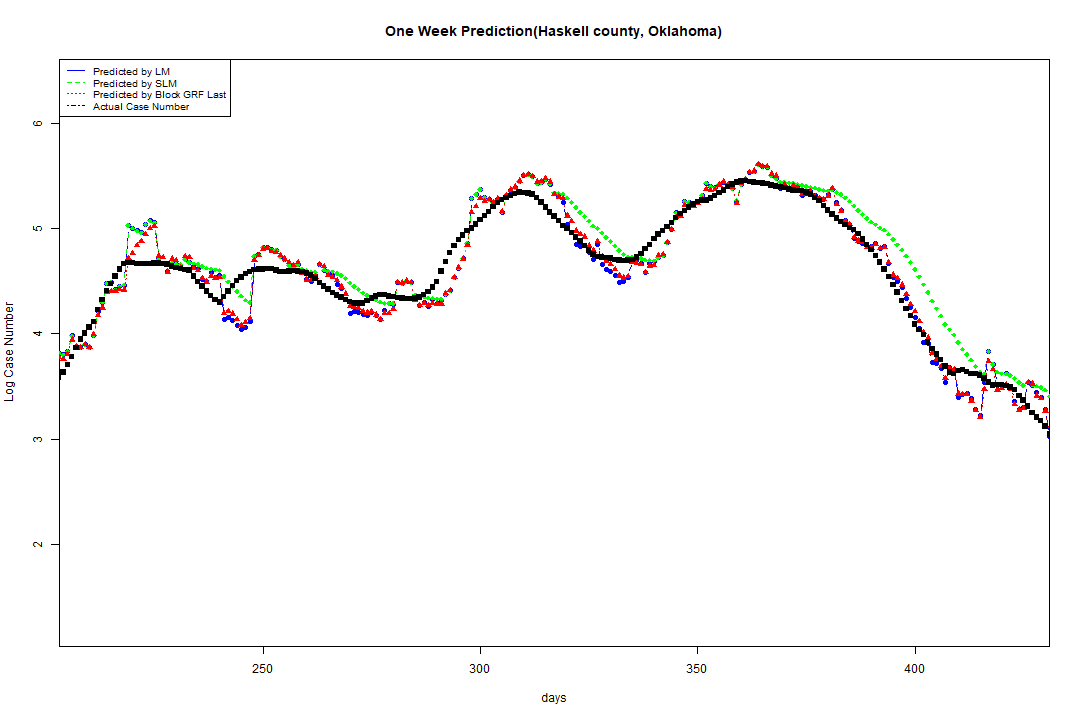 One Week Prediction(Haskell county, Oklahoma)
Predicted by LM
Predicted by SLM
Predicted by Block GRF Last
Actual Case Number
Log Case Number
6
5
4
3
2
250 300 350 400
days